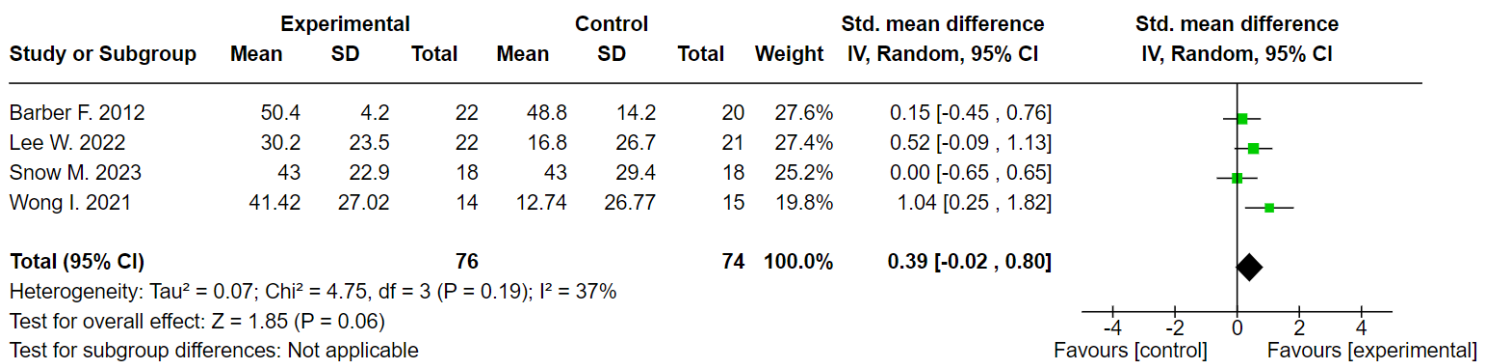 Experimental Control Std. mean difference Std. mean difference
Study or Subgroup Mean SD Total Mean SD Total Weight IV, Random, 95% CI IV, Random, 95% CI
Barber F. 2012 50.4 4.2 22 48.8 14.2 20 27.6% 0.15 [-0.45 , 0.76]
Lee W. 2022 30.2 23.5 22 16.8 26.7 21 27.4% 0.52 [-0.09 , 1.13]
Snow M. 2023 43 22.9 18 43 29.4 18 25.2% 0.00 [-0.65 , 0.65]
Wong I. 2021 41.42 27.02 14 12.74 26.77 15 19.8% 1.04 [0.25 , 1.82]
Total (95% CI) 76 74 100.0% 0.39 [-0.02 , 0.80]
Heterogeneity: Tau² = 0.07; Chi² = 4.75, df = 3 (P = 0.19); I² = 37%
Test for overall effect: Z = 1.85 (P = 0.06)
Test for subgroup differences: Not applicable
-4 -2 0 2 4
Favours [control] Favours [experimental]